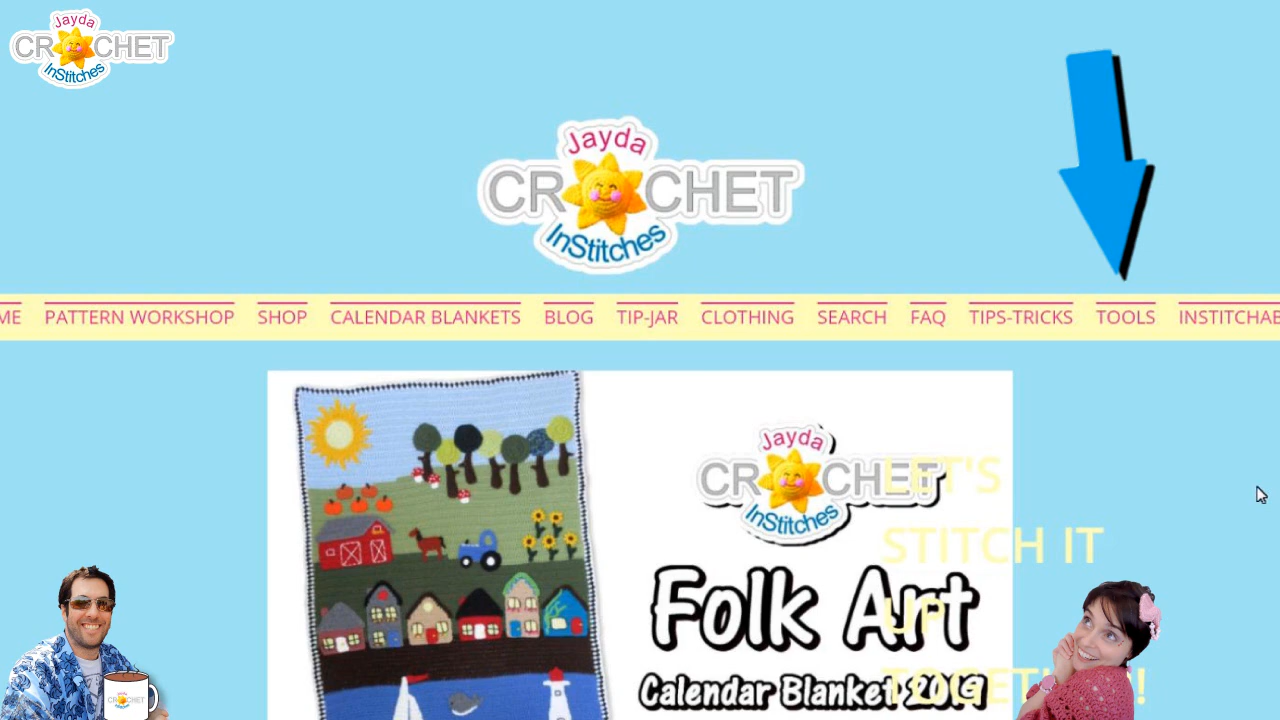 Jayda
CROCHET
InStitches
Jayda
CROCHET
InStitches
ME PATTERN WORKSHOP SHOP CALENDAR BLANKETS BLOG TIP-JAR CLOTHING SEARCH FAQ TIPS-TRICKS TOOLS INSTITCHAB
Jayda
CROCHET
InStitches
LET'S
STITCH IT
UP
Folk Art
Calendar Blanket 2019